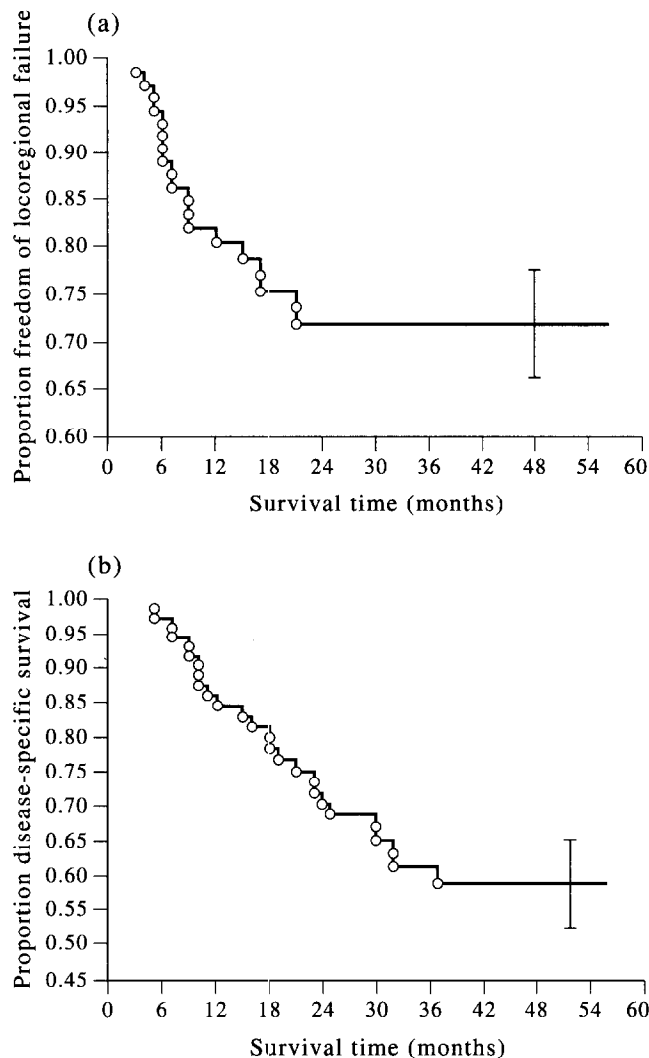 (a)
Proportion freedom of locoregional failure
1.00
0.95
0.90
0.85
0.80
0.75
0.70
0.65
0.60
0 6 12 18 24 30 36 42 48 54 60
Survival time (months)
(b)
Proportion disease-specific survival
1.00
0.95
0.90
0.85
0.80
0.75
0.70
0.65
0.60
0.55
0.50
0.45
0 6 12 18 24 30 36 42 48 54 60
Survival time (months)